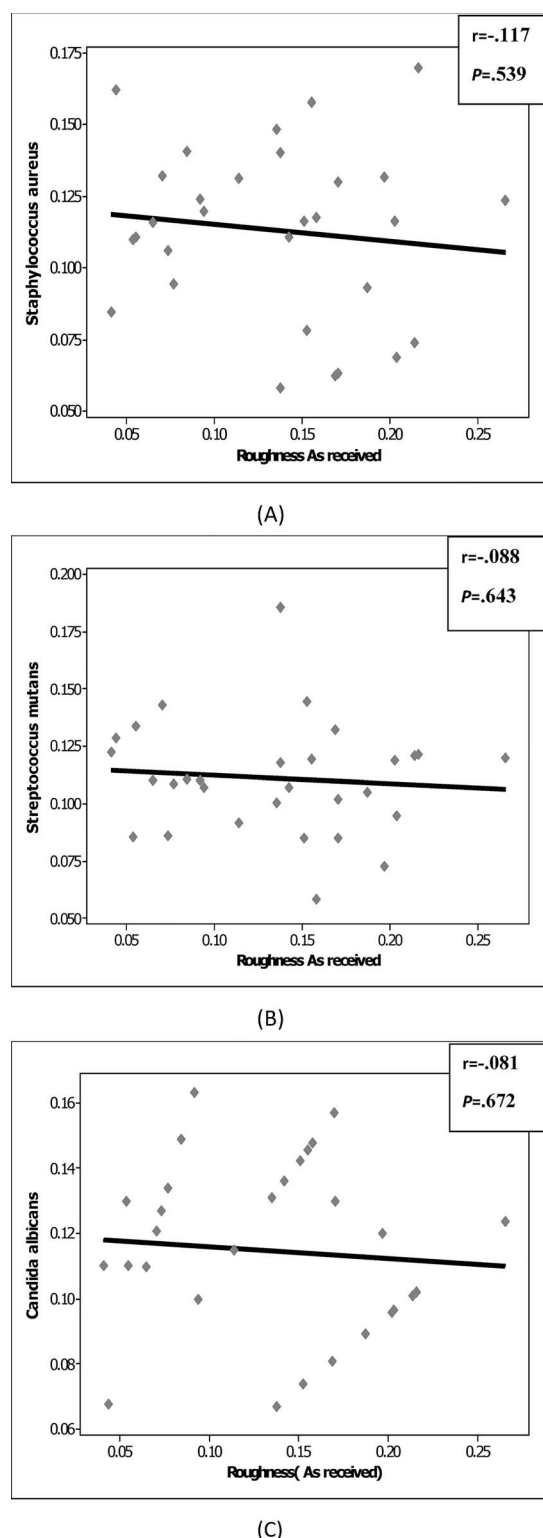 r=-.117
P=.539
0.175
0.150
0.125
0.100
0.075
0.050
Staphylococcus aureus
0.05 0.10 0.15 0.20 0.25
Roughness As received
(A)
r=-.088
P=.643
0.200
0.175
0.150
0.125
0.100
0.075
0.050
Streptococcus mutans
0.05 0.10 0.15 0.20 0.25
Roughness As received
(B)
r=-.081
P=.672
0.16
0.14
0.12
0.10
0.08
0.06
Candida albicans
0.05 0.10 0.15 0.20 0.25
Roughness( As received)
(C)